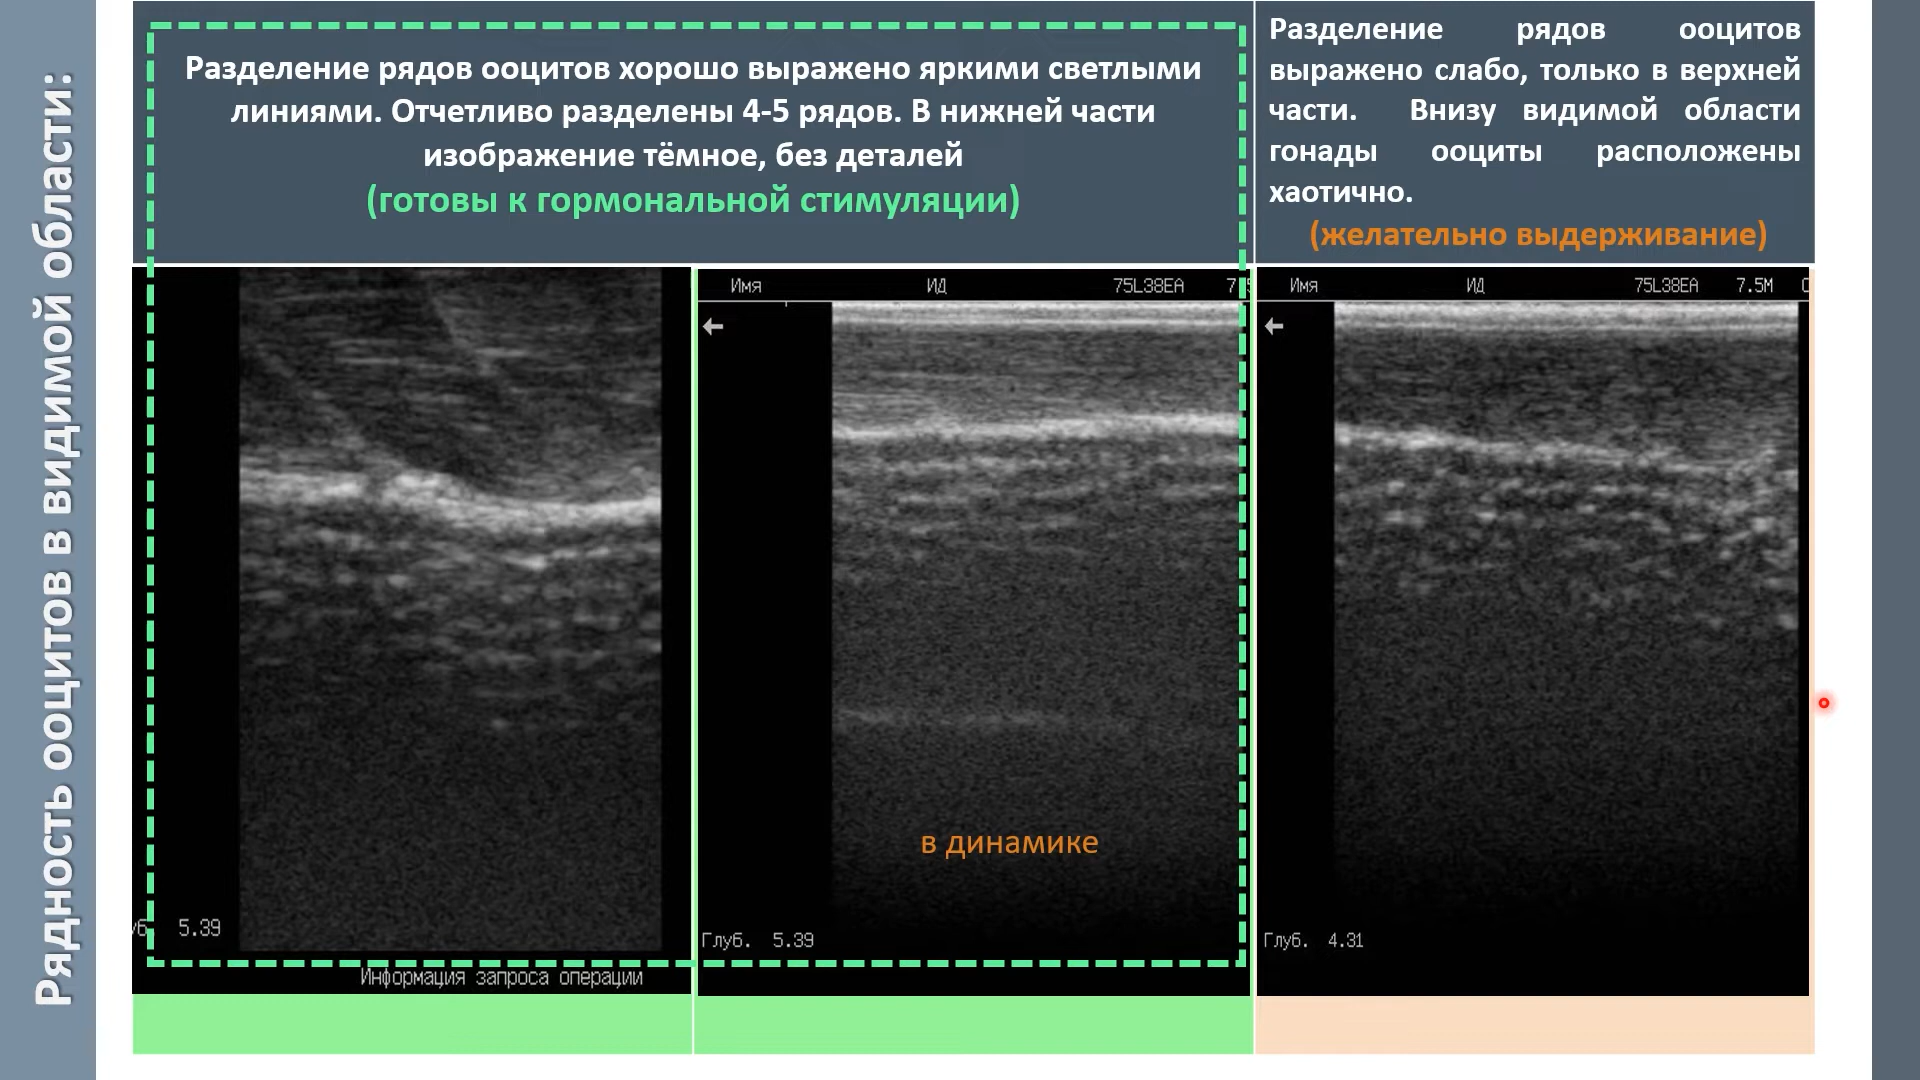 Рядность ооцитов в видимой области:
Разделение рядов ооцитов хорошо выражено яркими светлыми
линиями. Отчетливо разделены 4-5 рядов. В нижней части
изображение тёмное, без деталей
(готовы к гормональной стимуляции)
Разделение рядов ооцитов
выражено слабо, только в верхней
части. Внизу видимой области
гонады ооциты расположены
хаотично.
(желательно выдерживание)
5.39
Информация запроса операции
Имя ИД 75L38EA
в динамике
Глуб. 5.39
Имя ИД 75L38EA 7.5M
Глуб. 4.31